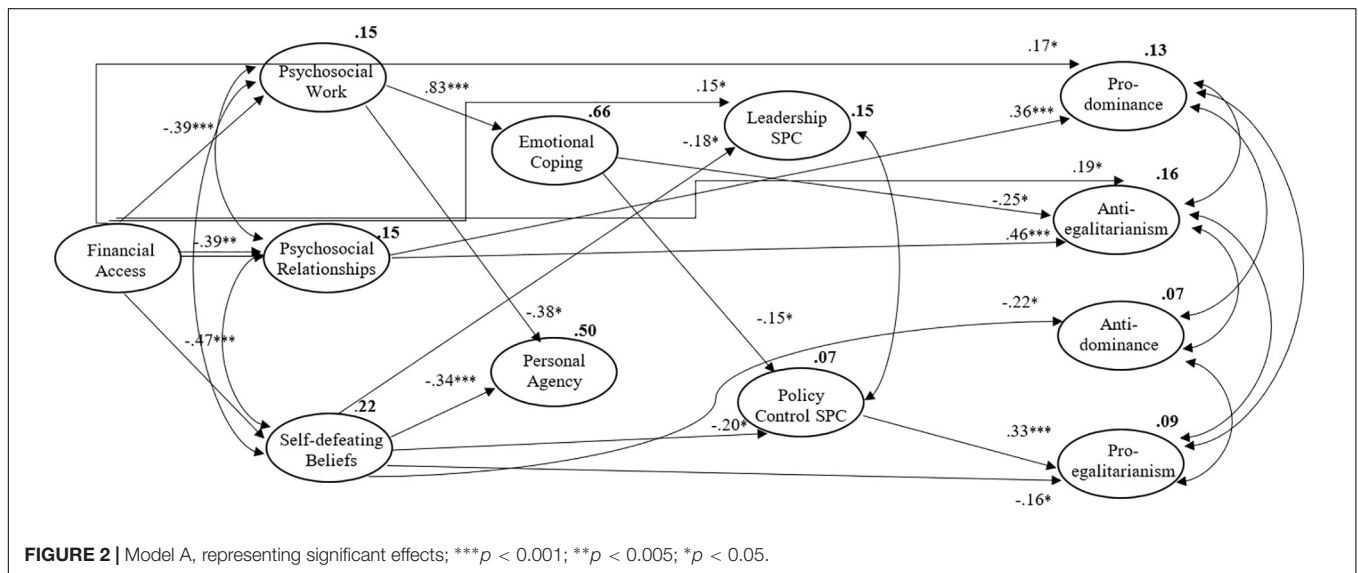 .15
Psychosocial
Work
.17*
.13
Pro-
dominance
.83***
.15*
-.39***
.66
Emotional
Coping
Leadership
SPC
.15
.36***
-.18*
.19*
.16
Anti-
egalitarianism
-.25*
.46***
Financial
Access
-.39**
.15
Psychosocial
Relationships
-.47***
-.38*
.50
Personal
Agency
-.15*
-.22*
.07
Anti-
dominance
-.34***
.07
Policy
Control SPC
.22
Self-defeating
Beliefs
-.20*
.33***
.09
Pro-
egalitarianism
-.16*
FIGURE 2 | Model A, representing significant effects; ***p < 0.001; **p < 0.005; *p < 0.05.